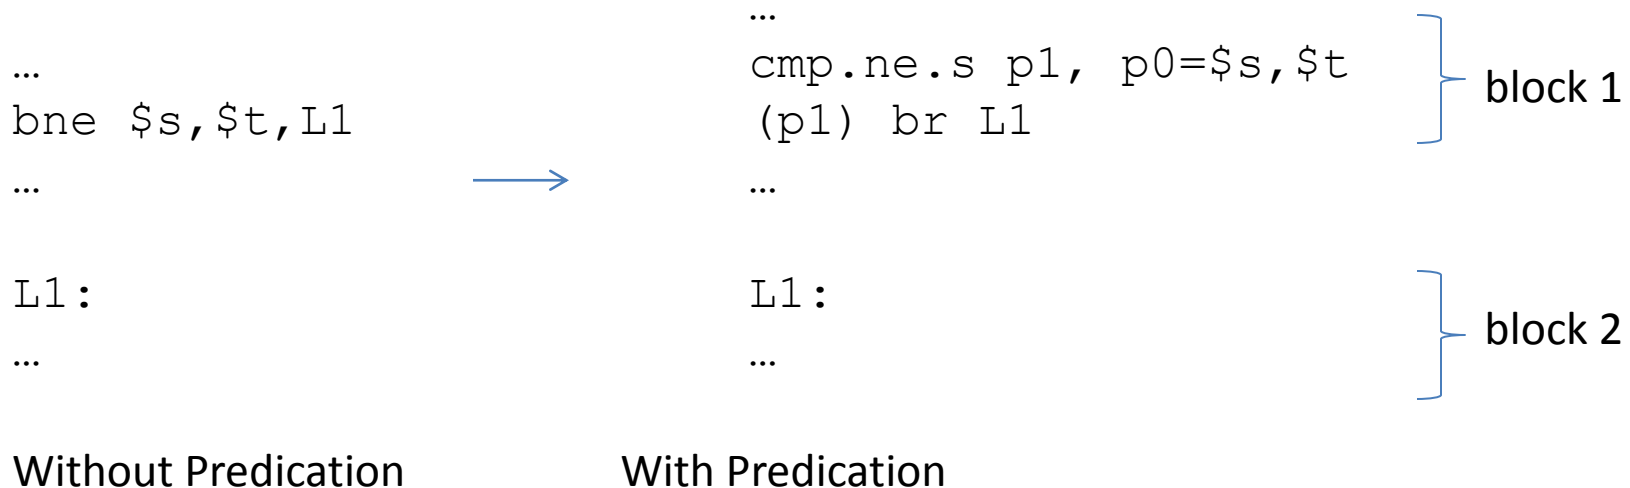 …
bne $s,$t,L1
…
L1:
…
Without Predication
…
cmp.ne.s p1, p0=$s,$t
(p1) br L1
…
L1:
…
With Predication
block 1
block 2